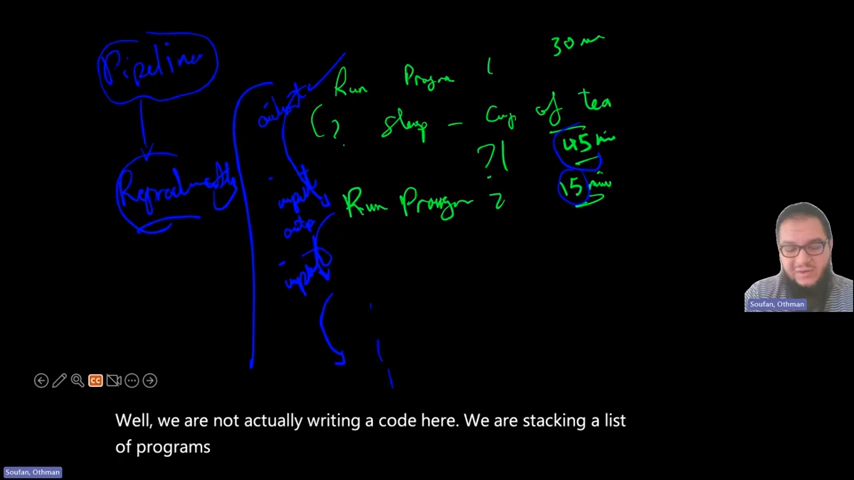 Pipeline
Reproducibility
output
input
outp
input
Run Program 1 30 min
(? Sleep - Cup of tea
?! 45 min
15 min
Run Program 2
Soufan, Othman
CC
Well, we are not actually writing a code here. We are stacking a list
of programs
Soufan, Othman